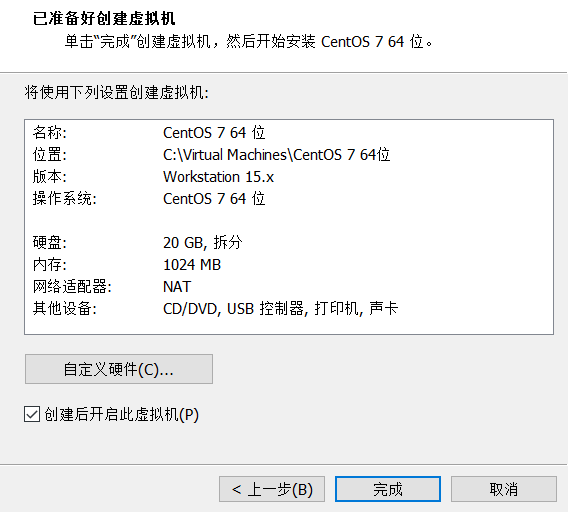 已准备好创建虚拟机
单击“完成”创建虚拟机，然后开始安装 CentOS 7 64 位。
将使用下列设置创建虚拟机:
名称: CentOS 7 64 位
位置: C:\Virtual Machines\CentOS 7 64位
版本: Workstation 15.x
操作系统: CentOS 7 64 位
硬盘: 20 GB, 拆分
内存: 1024 MB
网络适配器: NAT
其他设备: CD/DVD, USB 控制器, 打印机, 声卡
自定义硬件(C)...
创建后开启此虚拟机(P)
< 上一步(B) 完成 取消